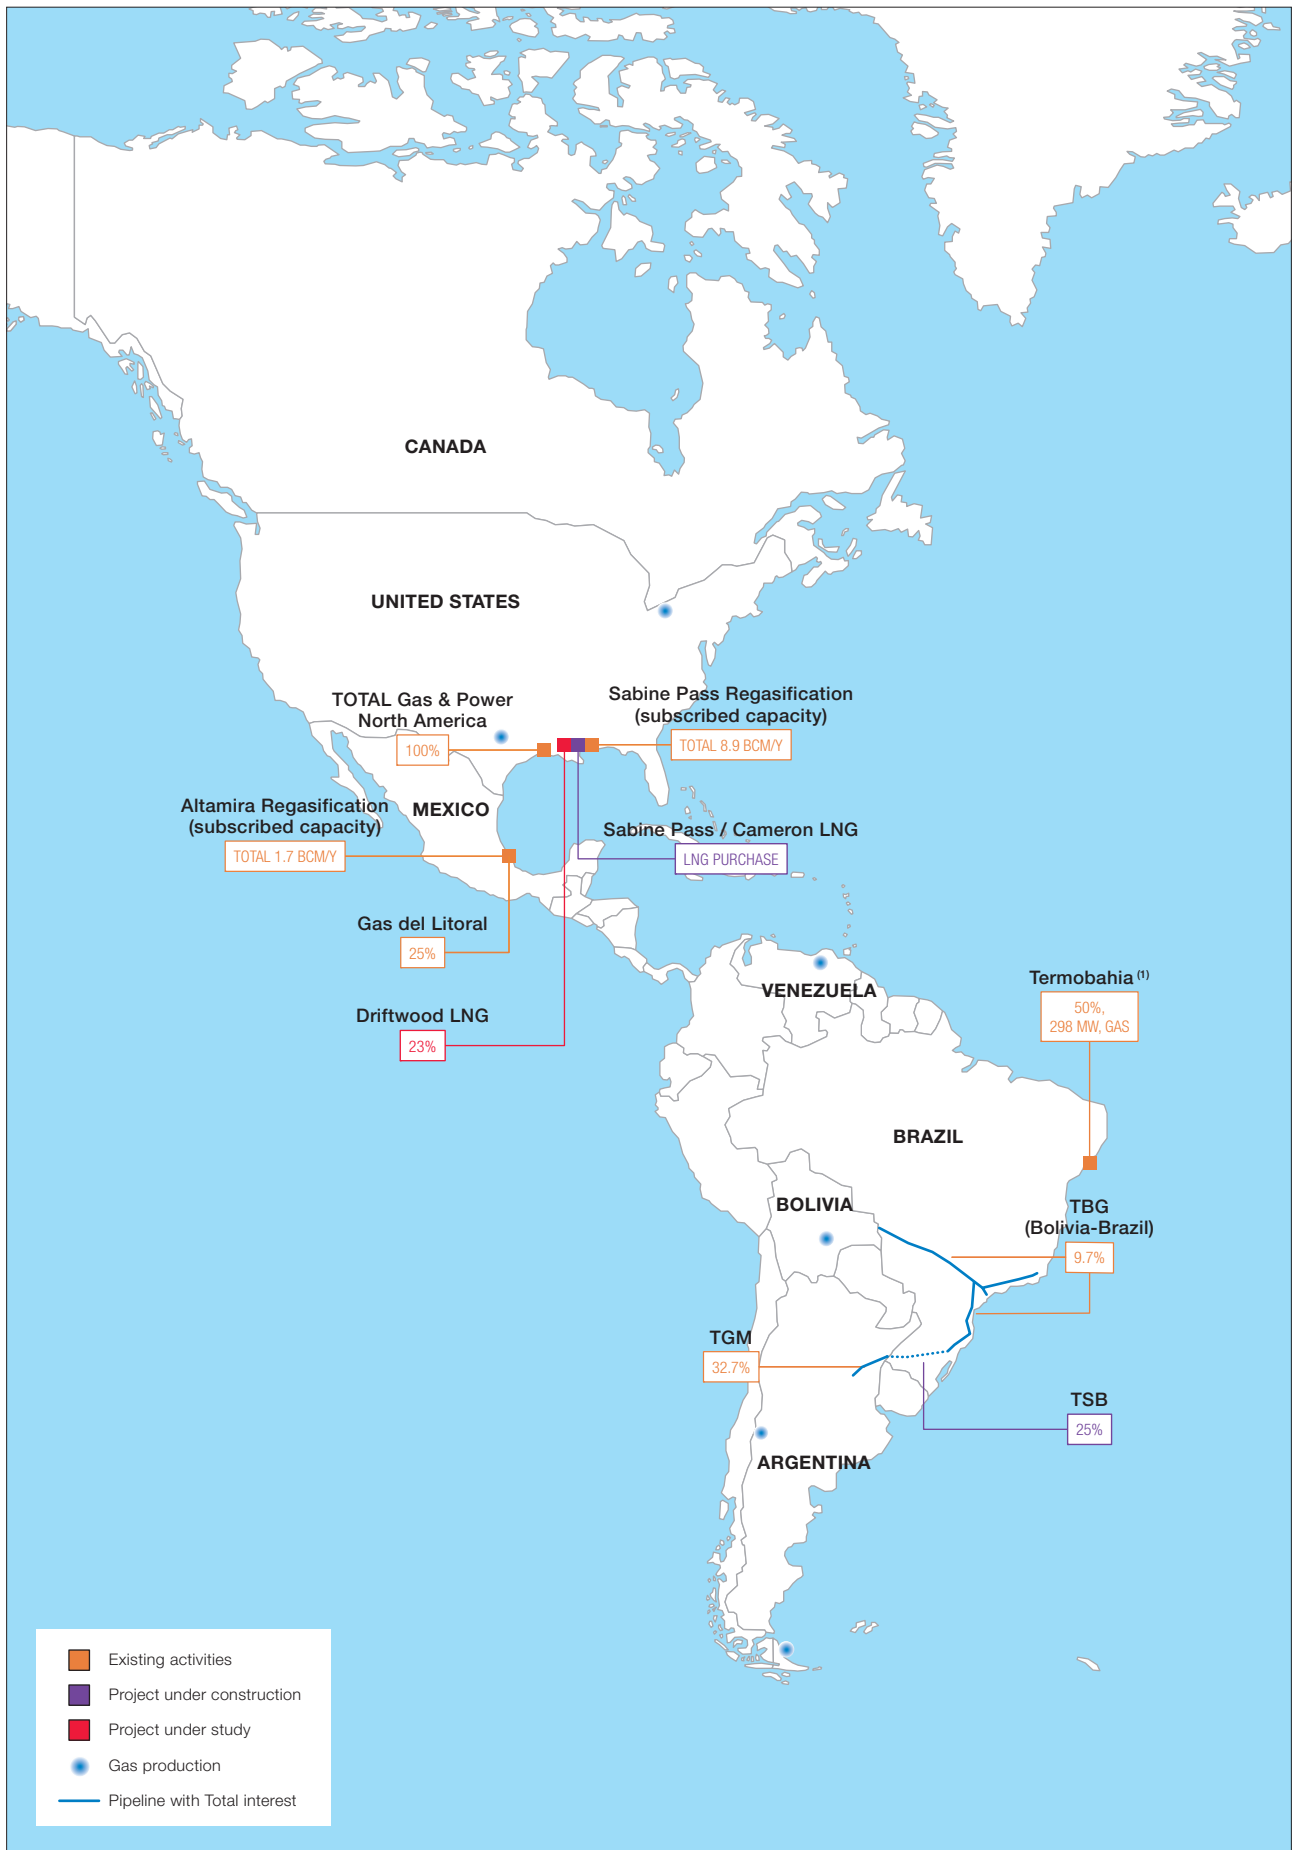 CANADA
UNITED STATES
TOTAL Gas & Power
North America
100%
Sabine Pass Regasification
(subscribed capacity)
TOTAL 8.9 BCM/Y
Altamira Regasification
(subscribed capacity)
TOTAL 1.7 BCM/Y
MEXICO
Sabine Pass / Cameron LNG
LNG PURCHASE
Gas del Litoral
25%
Driftwood LNG
23%
VENEZUELA
Termobahia (1)
50%,
298 MW, GAS
BRAZIL
BOLIVIA
TBG
(Bolivia-Brazil)
9.7%
TGM
32.7%
TSB
25%
ARGENTINA
Existing activities
Project under construction
Project under study
Gas production
Pipeline with Total interest